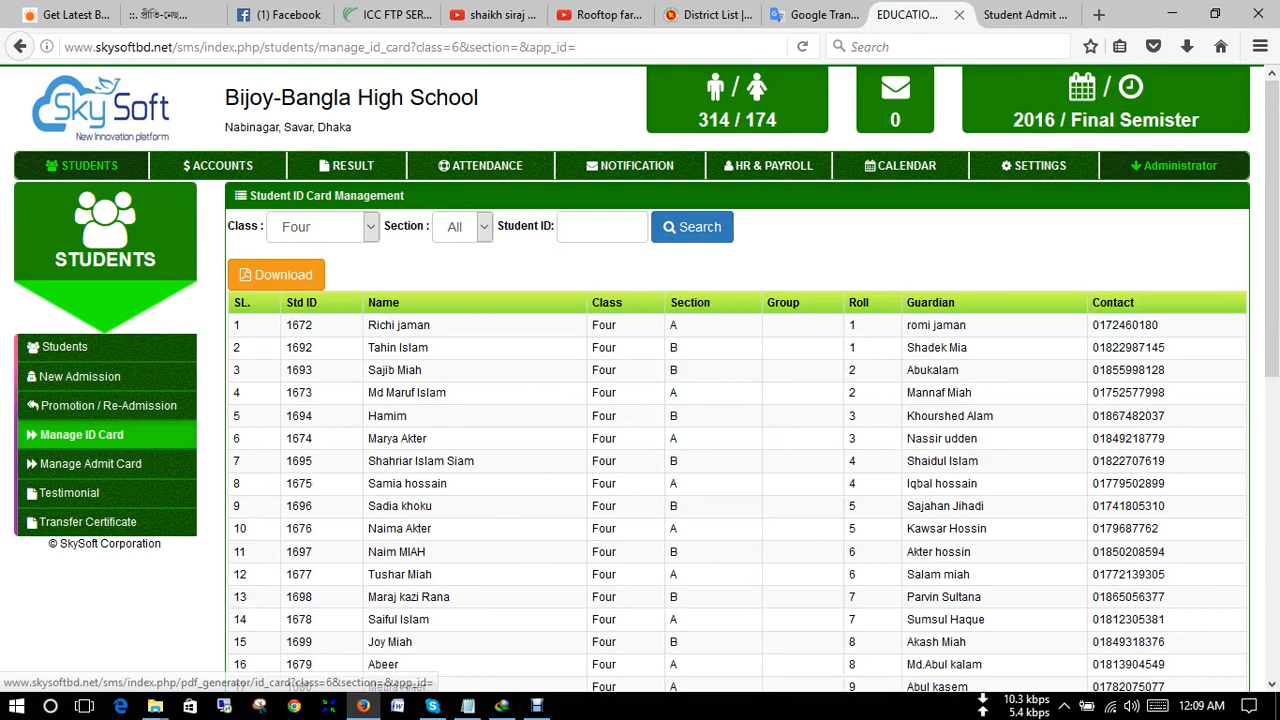 Get Latest B...
::. প্রীতি-নেছ...
(1) Facebook
ICC FTP SER...
shaikh siraj ...
Rooftop far...
District List |...
Google Tran...
EDUCATIO...
Student Admit ...
www.skysoftbd.net/sms/index.php/students/manage_id_card?class=6&section=&app_id=
Search
Sky Soft
New Innovation platform
Bijoy-Bangla High School
Nabinagar, Savar, Dhaka
314 / 174
0
2016 / Final Semister
STUDENTS $ ACCOUNTS RESULT ATTENDANCE NOTIFICATION HR & PAYROLL CALENDAR SETTINGS Administrator
STUDENTS
Students
New Admission
Promotion / Re-Admission
Manage ID Card
Manage Admit Card
Testimonial
Transfer Certificate
© SkySoft Corporation
Student ID Card Management
Class : Four Section : All Student ID: Search
Download
SL. Std ID Name Class Section Group Roll Guardian Contact
1 1672 Richi jaman Four A 1 romi jaman 0172460180
2 1692 Tahin Islam Four B 1 Shadek Mia 01822987145
3 1693 Sajib Miah Four B 2 Abukalam 01855998128
4 1673 Md Maruf Islam Four A 2 Mannaf Miah 01752577998
5 1694 Hamim Four B 3 Khourshed Alam 01867482037
6 1674 Marya Akter Four A 3 Nassir udden 01849218779
7 1695 Shahriar Islam Siam Four B 4 Shaidul Islam 01822707619
8 1675 Samia hossain Four A 4 Iqbal hossain 01779502899
9 1696 Sadia khoku Four B 5 Sajahan Jihadi 01741805310
10 1676 Naima Akter Four A 5 Kawsar Hossin 0179687762
11 1697 Naim MIAH Four B 6 Akter hossin 01850208594
12 1677 Tushar Miah Four A 6 Salam miah 01772139305
13 1698 Maraj kazi Rana Four B 7 Parvin Sultana 01865056377
14 1678 Saiful Islam Four A 7 Sumsul Haque 01812305381
15 1699 Joy Miah Four B 8 Akash Miah 01849318376
16 1679 Abeer Four A 8 Md.Abul kalam 01813904549
Four A 9 Abul kasem 01782075077
www.skysoftbd.net/sms/index.php/pdf_generator/id_card?class=6&section=&app_id=
10.3 kbps
5.4 kbps
12:09 AM